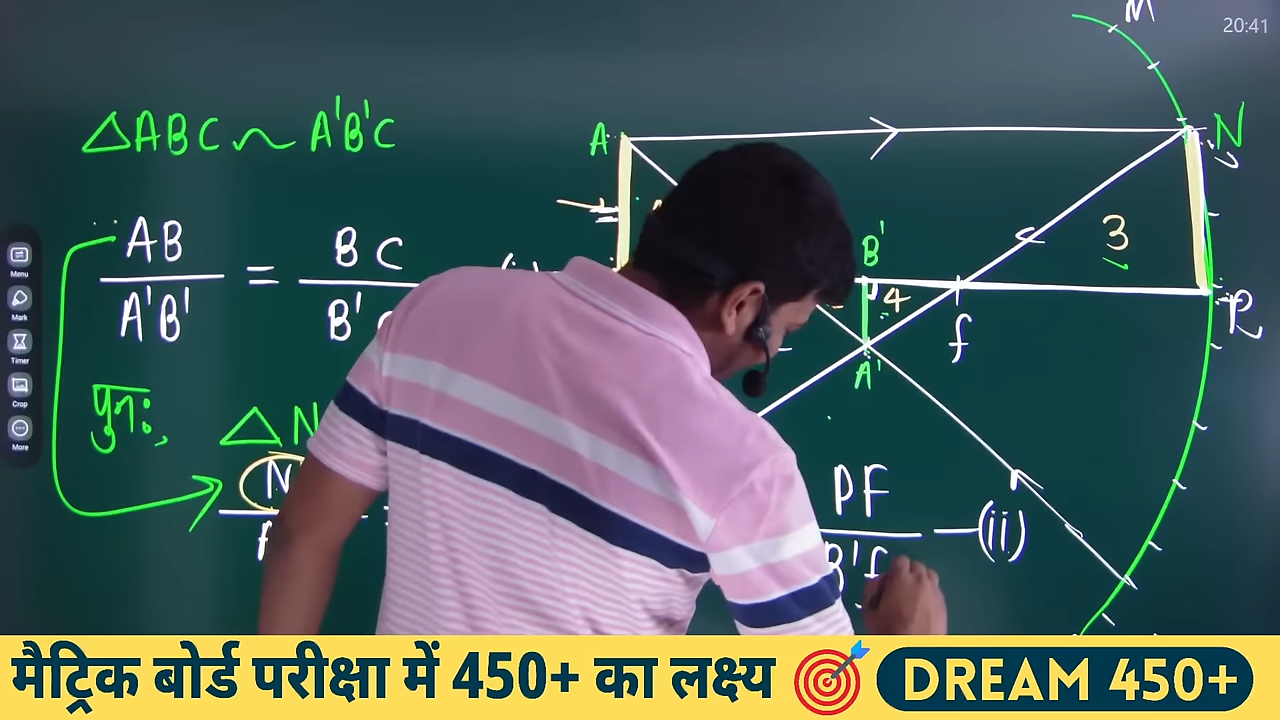 20:41
M
△ABC ~ A'B'C
A
N
AB
A'B'
=
BC
B'
3
B'
4
f
P
A'
Menu
Mark
Timer
Crop
More
पुनः,
△N
N
PF
B'f
—(ii)
मैट्रिक बोर्ड परीक्षा में 450+ का लक्ष्य
DREAM 450+